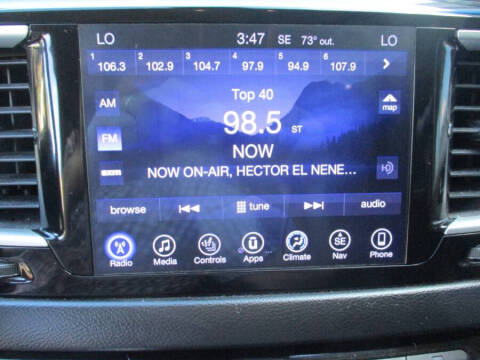 LO 3:47 SE 73° out. LO
1 106.3 2 102.9 3 104.7 4 97.9 5 94.9 6 107.9 >
AM Top 40 map
98.5 ST
FM NOW
sxm NOW ON-AIR, HECTOR EL NENE...
browse tune audio
Radio Media Controls Apps Climate SE Nav Phone